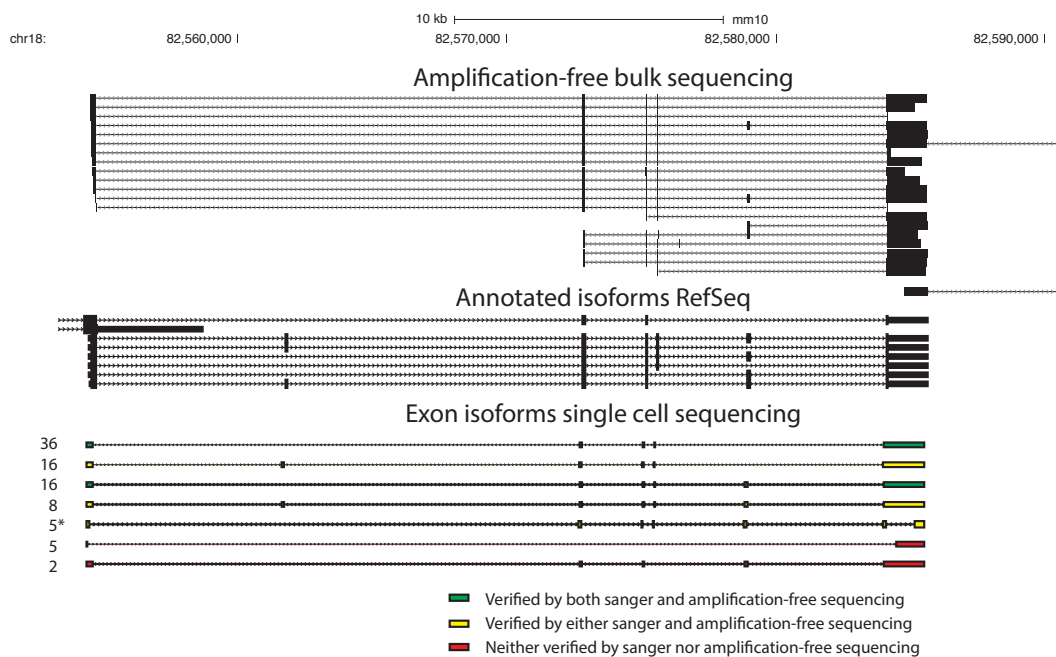 10 kb mm10
chr18: 82,560,000 82,570,000 82,580,000 82,590,000
Amplification-free bulk sequencing
Annotated isoforms RefSeq
Exon isoforms single cell sequencing
36
16
16
8
5*
5
2
Verified by both sanger and amplification-free sequencing
Verified by either sanger and amplification-free sequencing
Neither verified by sanger nor amplification-free sequencing